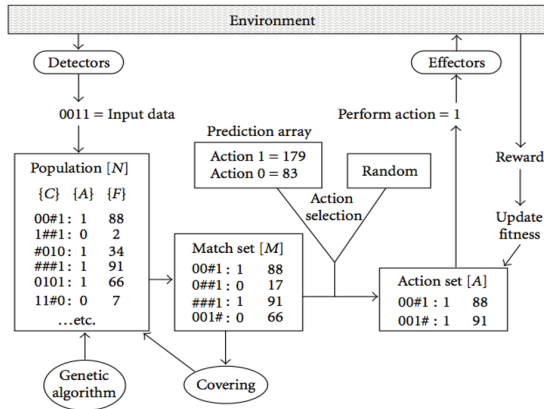 Environment
Detectors
Effectors
0011 = Input data
Perform action = 1
Prediction array
Action 1 = 179
Action 0 = 83
Random
Action
selection
Reward
Update
fitness
Population [N]
{C} {A} {F}
00#1: 1 88
1##1: 0 2
#010: 1 34
###1: 1 91
0101: 1 66
11#0: 0 7
...etc.
Match set [M]
00#1: 1 88
0##1: 0 17
###1: 1 91
001#: 0 66
Action set [A]
00#1: 1 88
001#: 1 91
Genetic
algorithm
Covering